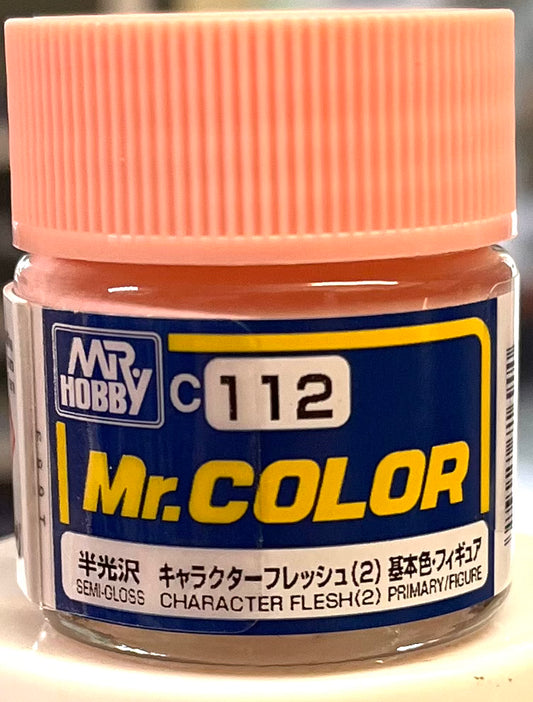 MR. HOBBY
C 112
Mr.COLOR
半光沢 キャラクターフレッシュ(2) 基本色・フィギュア
SEMI-GLOSS CHARACTER FLESH(2) PRIMARY/FIGURE